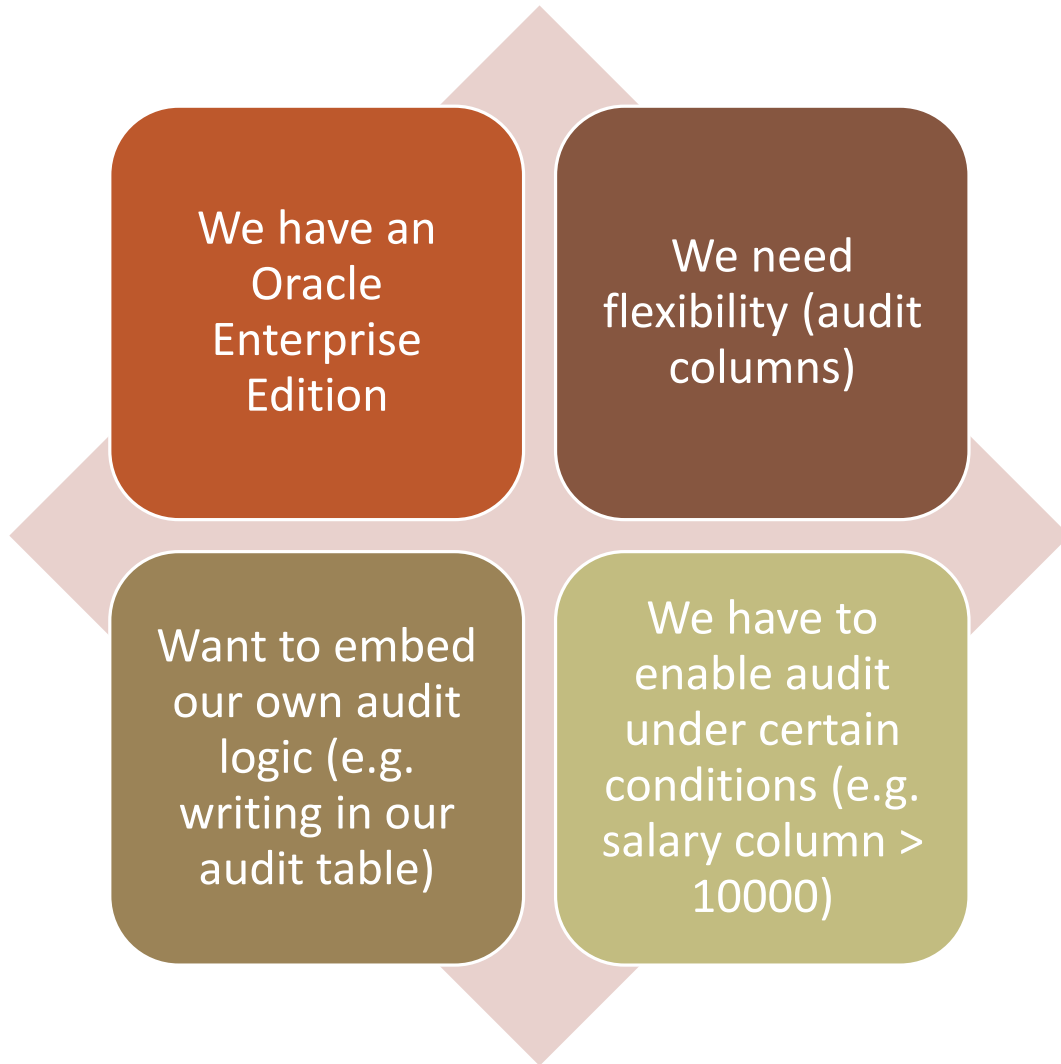 We have an
Oracle
Enterprise
Edition
We need
flexibility (audit
columns)
Want to embed
our own audit
logic (e.g.
writing in our
audit table)
We have to
enable audit
under certain
conditions (e.g.
salary column >
10000)